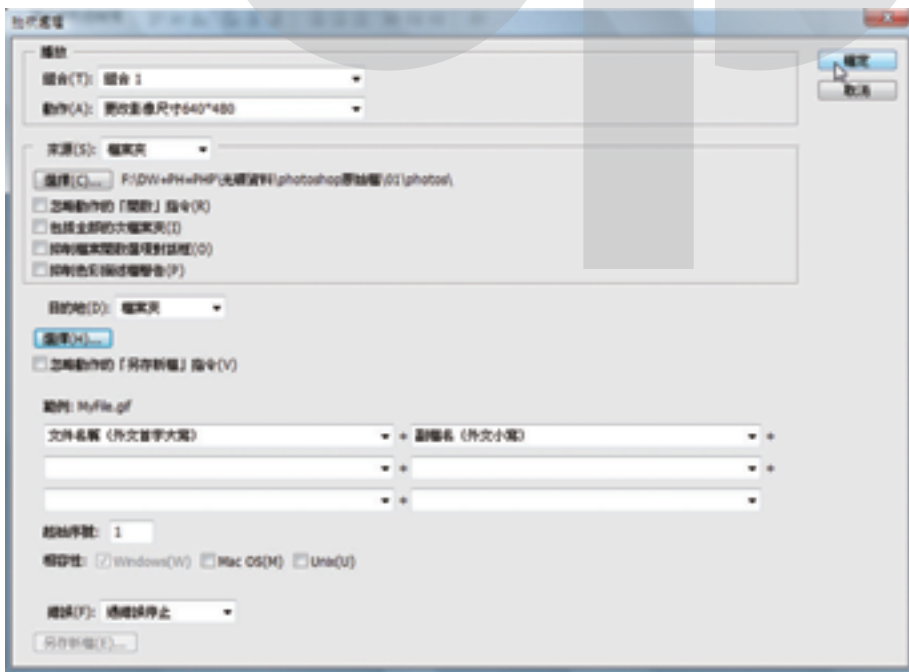 批次處理
播放
組合(T): 組合 1
動作(A): 更改影像尺寸640*480
確定
取消
來源(S): 檔案夾
選擇(C)... F:\DW+PH+PHP\光碟資料\photoshop原始檔\01\photos\
忽略動作的「開啟」指令(R)
包括全部的次檔案夾(I)
抑制檔案開啟選項對話框(O)
抑制色彩描述檔警告(P)
目的地(D): 檔案夾
選擇(H)...
忽略動作的「另存新檔」指令(V)
範例: MyFile.gif
文件名稱（外文首字大寫） + 副檔名（外文小寫） +
+ +
+
起始序號: 1
相容性: Windows(W) Mac OS(M) Unix(U)
錯誤(F): 遇錯誤停止
另存新檔(E)...